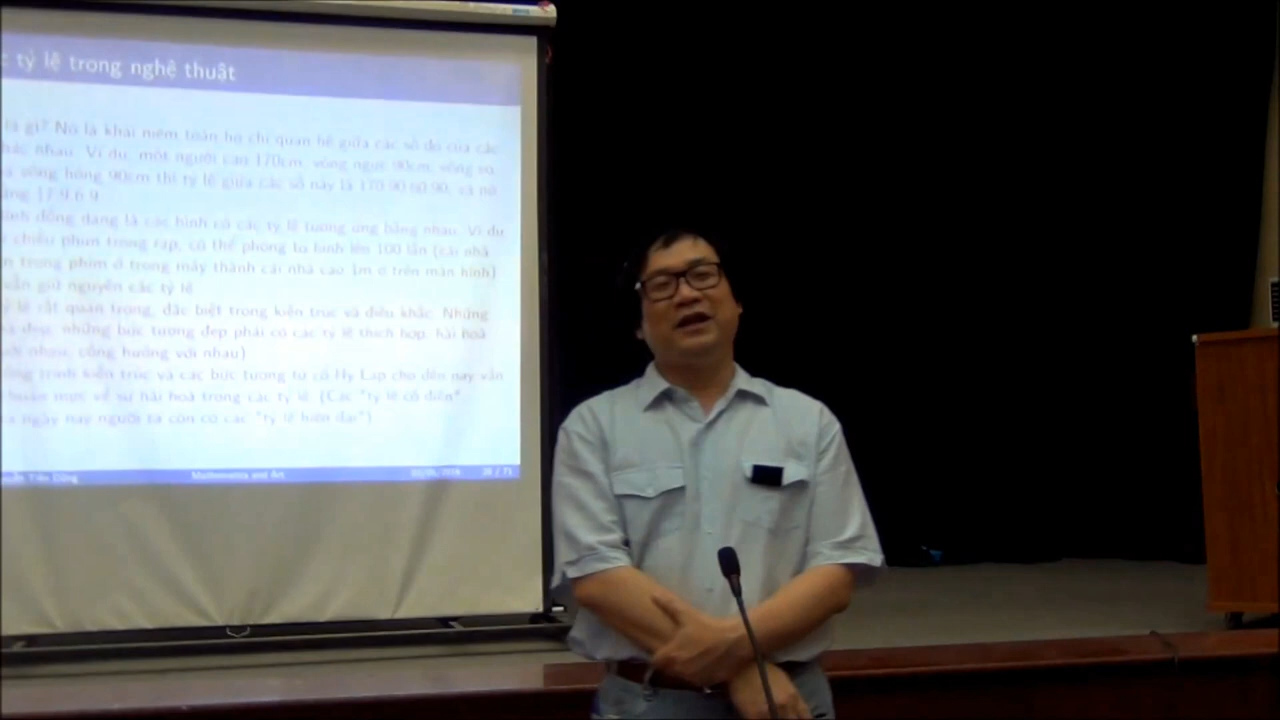 tỷ lệ trong nghệ thuật
là gì? Nó là khái niệm toán học chỉ quan hệ giữa các số đo của các
khác nhau. Ví dụ, một người cao 170cm, vòng ngực 90cm, vòng eo
vòng hông 90cm thì tỷ lệ giữa các số này là 170:90:60:90,
17:9:6:9
hình đồng dạng là các hình có các tỷ lệ tương ứng bằng nhau. Ví dụ
chiếu phim trong rạp, có thể phóng to hình lên 100 lần (cái nhà
trong phim ở trong máy thành cái nhà cao 1m ở trên màn hình)
vẫn giữ nguyên các tỷ lệ
tỷ lệ rất quan trọng, đặc biệt trong kiến trúc và điêu khắc. Những
đẹp, những bức tượng đẹp phải có các tỷ lệ thích hợp, hài hoà
với nhau, cộng hưởng với nhau)
công trình kiến trúc và các bức tượng từ cổ Hy Lạp cho đến nay vẫn
chuẩn mực về sự hài hoà trong các tỷ lệ. (Các "tỷ lệ cổ điển"
ngày nay người ta còn có các "tỷ lệ hiện đại")
Tiến Dũng Mathematics and Art 26 / 71